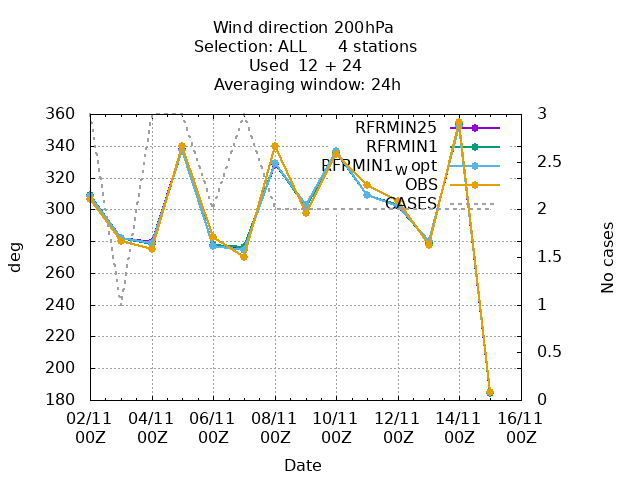 Wind direction 200hPa
Selection: ALL 4 stations
Used 12 + 24
Averaging window: 24h
360
340
320
300
280
260
240
220
200
180
deg
RFRMIN25
RFRMIN1
RFRMIN1w opt
OBS
CASES
3
2.5
2
1.5
1
0.5
0
No cases
02/11 04/11 06/11 08/11 10/11 12/11 14/11 16/11
00Z 00Z 00Z 00Z 00Z 00Z 00Z 00Z
Date